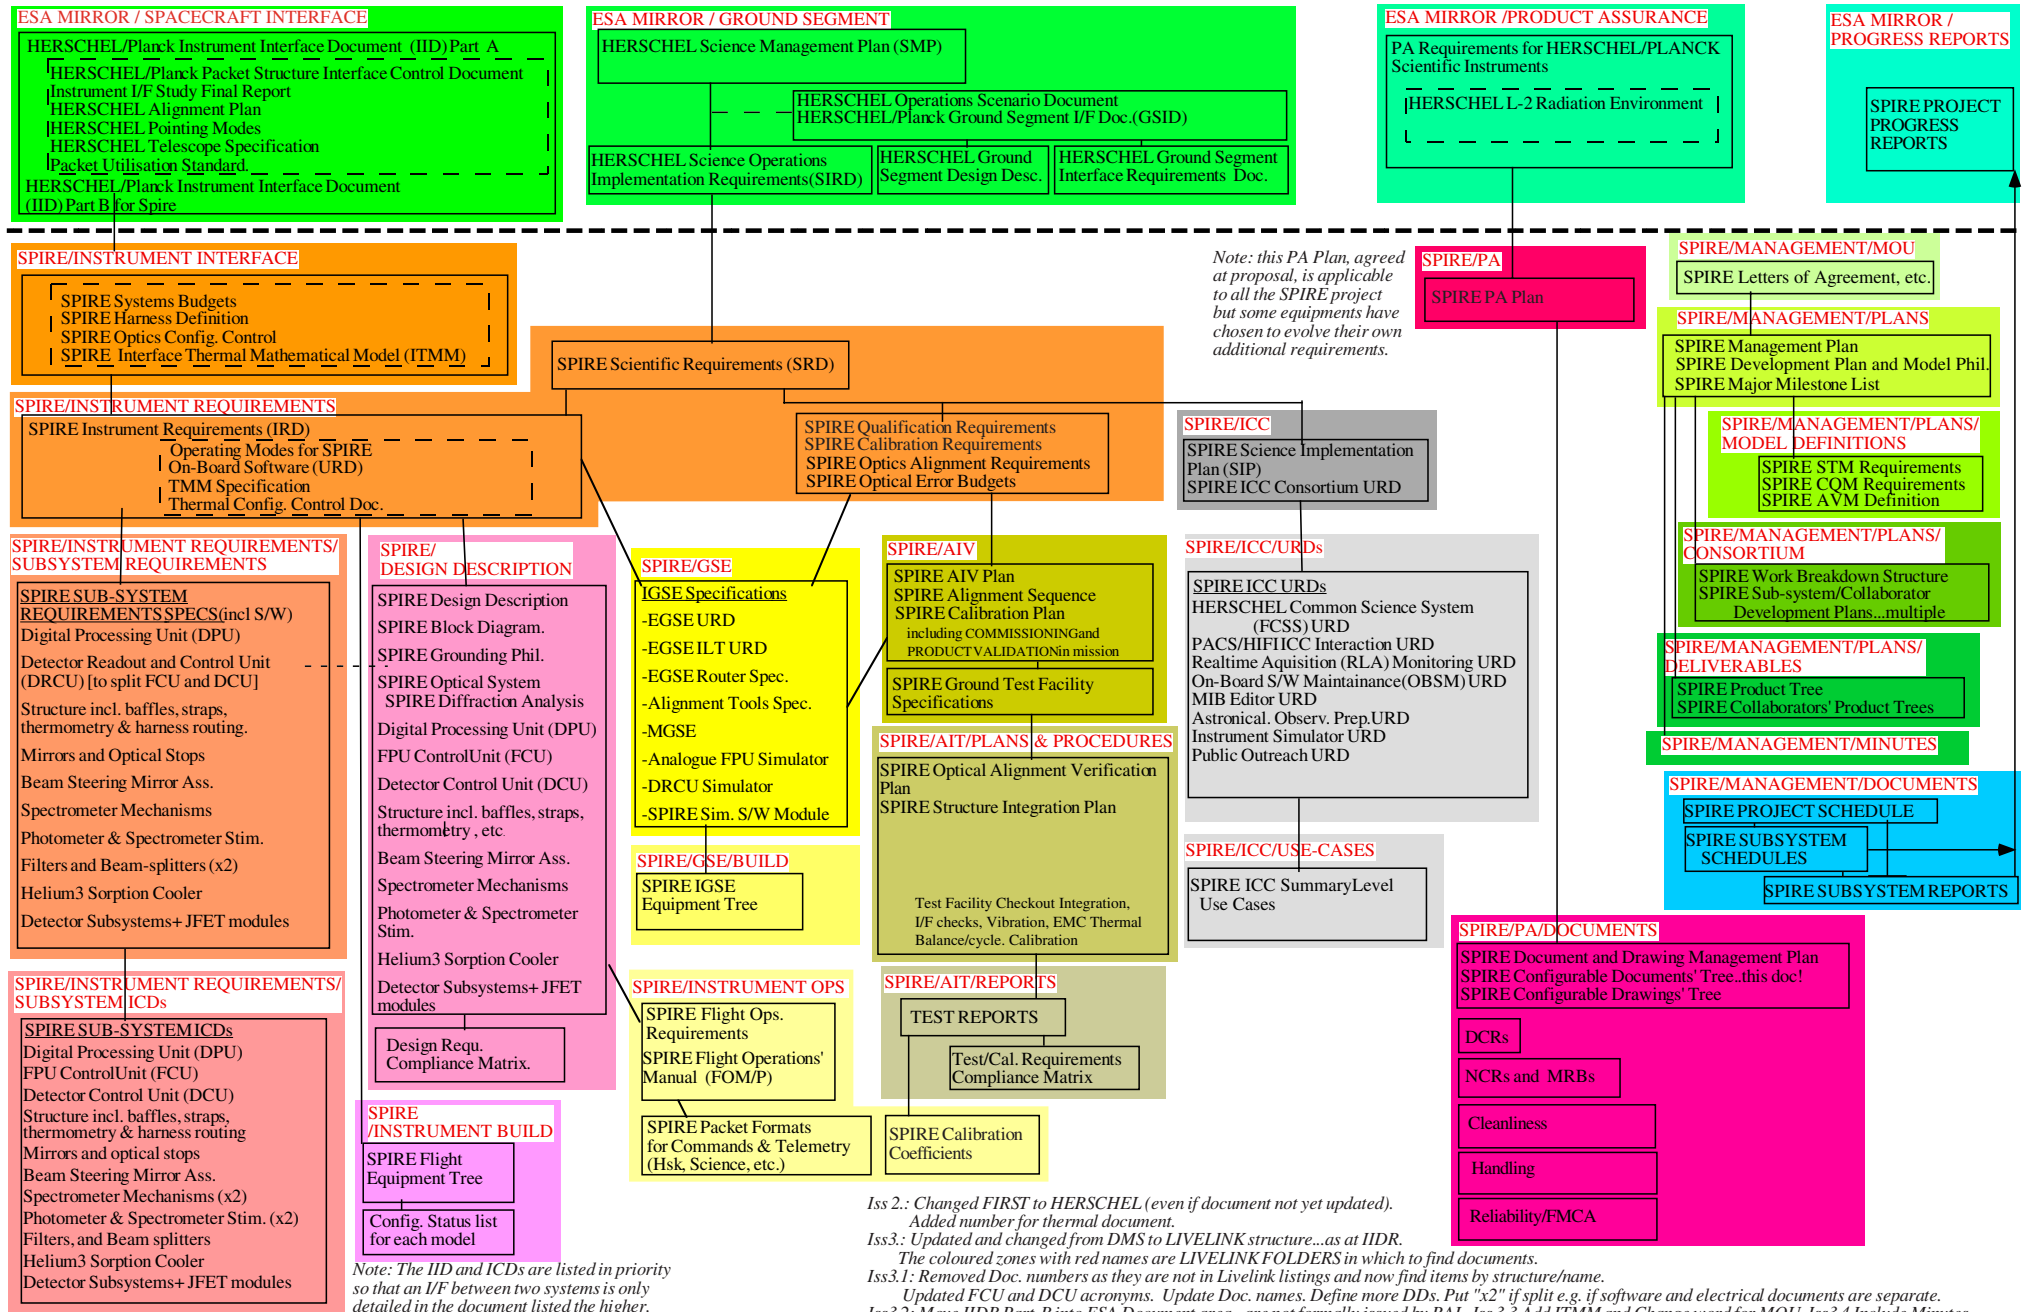 ESA MIRROR / SPACECRAFT INTERFACE
HERSCHEL/Planck Instrument Interface Document (IID) Part A
HERSCHEL/Planck Packet Structure Interface Control Document
Instrument I/F Study Final Report
HERSCHEL Alignment Plan
HERSCHEL Pointing Modes
HERSCHEL Telescope Specification
Packet Utilisation Standard.
HERSCHEL/Planck Instrument Interface Document
(IID) Part B for Spire
ESA MIRROR / GROUND SEGMENT
HERSCHEL Science Management Plan (SMP)
HERSCHEL Operations Scenario Document
HERSCHEL/Planck Ground Segment I/F Doc.(GSID)
HERSCHEL Science Operations
Implementation Requirements(SIRD)
HERSCHEL Ground
Segment Design Desc.
HERSCHEL Ground Segment
Interface Requirements Doc.
ESA MIRROR /PRODUCT ASSURANCE
PA Requirements for HERSCHEL/PLANCK
Scientific Instruments
HERSCHEL L-2 Radiation Environment
ESA MIRROR /
PROGRESS REPORTS
SPIRE PROJECT
PROGRESS
REPORTS
SPIRE/INSTRUMENT INTERFACE
SPIRE Systems Budgets
SPIRE Harness Definition
SPIRE Optics Config. Control
SPIRE Interface Thermal Mathematical Model (ITMM)
SPIRE Scientific Requirements (SRD)
Note: this PA Plan, agreed
at proposal, is applicable
to all the SPIRE project
but some equipments have
chosen to evolve their own
additional requirements.
SPIRE/PA
SPIRE PA Plan
SPIRE/MANAGEMENT/MOU
SPIRE Letters of Agreement, etc.
SPIRE/MANAGEMENT/PLANS
SPIRE Management Plan
SPIRE Development Plan and Model Phil.
SPIRE Major Milestone List
SPIRE/INSTRUMENT REQUIREMENTS
SPIRE Instrument Requirements (IRD)
Operating Modes for SPIRE
On-Board Software (URD)
TMM Specification
Thermal Config. Control Doc.
SPIRE Qualification Requirements
SPIRE Calibration Requirements
SPIRE Optics Alignment Requirements
SPIRE Optical Error Budgets
SPIRE/ICC
SPIRE Science Implementation
Plan (SIP)
SPIRE ICC Consortium URD
SPIRE/MANAGEMENT/PLANS/
MODEL DEFINITIONS
SPIRE STM Requirements
SPIRE CQM Requirements
SPIRE AVM Definition
SPIRE/MANAGEMENT/PLANS/
CONSORTIUM
SPIRE Work Breakdown Structure
SPIRE Sub-system/Collaborator
Development Plans...multiple
SPIRE/MANAGEMENT/PLANS/
DELIVERABLES
SPIRE Product Tree
SPIRE Collaborators' Product Trees
SPIRE/MANAGEMENT/MINUTES
SPIRE/MANAGEMENT/DOCUMENTS
SPIRE PROJECT SCHEDULE
SPIRE SUBSYSTEM
SCHEDULES
SPIRE SUBSYSTEM REPORTS
SPIRE/INSTRUMENT REQUIREMENTS/
SUBSYSTEM REQUIREMENTS
SPIRE SUB-SYSTEM
REQUIREMENTS SPECS(incl S/W)
Digital Processing Unit (DPU)
Detector Readout and Control Unit
(DRCU) [to split FCU and DCU]
Structure incl. baffles, straps,
thermometry & harness routing.
Mirrors and Optical Stops
Beam Steering Mirror Ass.
Spectrometer Mechanisms
Photometer & Spectrometer Stim.
Filters and Beam-splitters (x2)
Helium3 Sorption Cooler
Detector Subsystems+ JFET modules
SPIRE/
DESIGN DESCRIPTION
SPIRE Design Description
SPIRE Block Diagram.
SPIRE Grounding Phil.
SPIRE Optical System
SPIRE Diffraction Analysis
Digital Processing Unit (DPU)
FPU ControlUnit (FCU)
Detector Control Unit (DCU)
Structure incl. baffles, straps,
thermometry , etc.
Beam Steering Mirror Ass.
Spectrometer Mechanisms
Photometer & Spectrometer
Stim.
Helium3 Sorption Cooler
Detector Subsystems+ JFET
modules
Design Requ.
Compliance Matrix.
SPIRE/GSE
IGSE Specifications
-EGSE URD
-EGSE ILT URD
-EGSE Router Spec.
-Alignment Tools Spec.
-MGSE
-Analogue FPU Simulator
-DRCU Simulator
-SPIRE Sim. S/W Module
SPIRE/GSE/BUILD
SPIRE IGSE
Equipment Tree
SPIRE/AIV
SPIRE AIV Plan
SPIRE Alignment Sequence
SPIRE Calibration Plan
including COMMISSIONING and
PRODUCT VALIDATION in mission
SPIRE Ground Test Facility
Specifications
SPIRE/AIT/PLANS & PROCEDURES
SPIRE Optical Alignment Verification
Plan
SPIRE Structure Integration Plan
Test Facility Checkout Integration,
I/F checks, Vibration, EMC Thermal
Balance/cycle. Calibration
SPIRE/AIT/REPORTS
TEST REPORTS
Test/Cal. Requirements
Compliance Matrix
SPIRE/ICC/URDs
SPIRE ICC URDs
HERSCHEL Common Science System
(FCSS) URD
PACS/HIFI ICC Interaction URD
Realtime Aquisition (RLA) Monitoring URD
On-Board S/W Maintainance(OBSM) URD
MIB Editor URD
Astronical. Observ. Prep.URD
Instrument Simulator URD
Public Outreach URD
SPIRE/ICC/USE-CASES
SPIRE ICC SummaryLevel
Use Cases
SPIRE/PA/DOCUMENTS
SPIRE Document and Drawing Management Plan
SPIRE Configurable Documents' Tree..this doc!
SPIRE Configurable Drawings' Tree
DCRs
NCRs and MRBs
Cleanliness
Handling
Reliability/FMCA
SPIRE/INSTRUMENT REQUIREMENTS/
SUBSYSTEM ICDs
SPIRE SUB-SYSTEM ICDs
Digital Processing Unit (DPU)
FPU ControlUnit (FCU)
Detector Control Unit (DCU)
Structure incl. baffles, straps,
thermometry & harness routing
Mirrors and optical stops
Beam Steering Mirror Ass.
Spectrometer Mechanisms (x2)
Photometer & Spectrometer Stim. (x2)
Filters, and Beam splitters
Helium3 Sorption Cooler
Detector Subsystems+ JFET modules
SPIRE
/INSTRUMENT BUILD
SPIRE Flight
Equipment Tree
Config. Status list
for each model
Note: The IID and ICDs are listed in priority
so that an I/F between two systems is only
detailed in the document listed the higher.
SPIRE/INSTRUMENT OPS
SPIRE Flight Ops.
Requirements
SPIRE Flight Operations'
Manual (FOM/P)
SPIRE Packet Formats
for Commands & Telemetry
(Hsk, Science, etc.)
SPIRE Calibration
Coefficients
Iss 2.: Changed FIRST to HERSCHEL (even if document not yet updated).
Added number for thermal document.
Iss3.: Updated and changed from DMS to LIVELINK structure...as at IIDR.
The coloured zones with red names are LIVELINK FOLDERS in which to find documents.
Iss3.1: Removed Doc. numbers as they are not in Livelink listings and now find items by structure/name.
Updated FCU and DCU acronyms. Update Doc. names. Define more DDs. Put "x2" if split e.g. if software and electrical documents are separate.